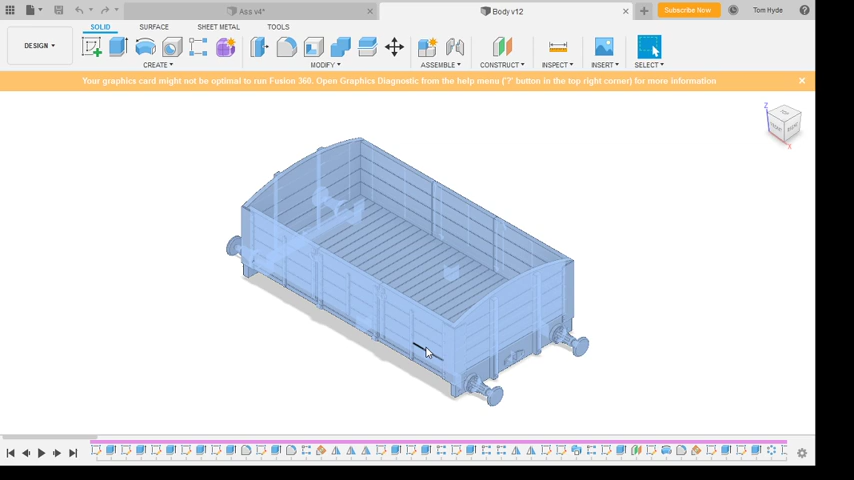 Ass v4*
Body v12
Subscribe Now
Tom Hyde
SOLID SURFACE SHEET METAL TOOLS
DESIGN
CREATE MODIFY ASSEMBLE CONSTRUCT INSPECT INSERT SELECT
Your graphics card might not be optimal to run Fusion 360. Open Graphics Diagnostic from the help menu ('?' button in the top right corner) for more information
Z
TOP
X